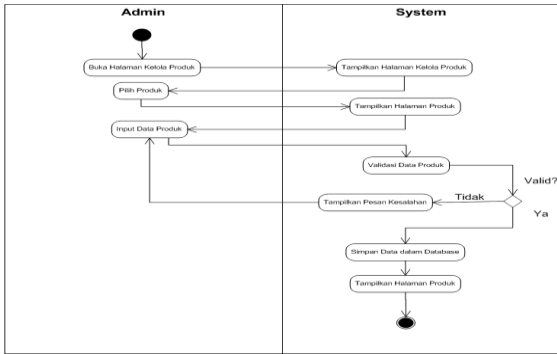 Admin
System
Buka Halaman Kelola Produk
Tampilkan Halaman Kelola Produk
Pilih Produk
Tampilkan Halaman Produk
Input Data Produk
Validasi Data Produk
Valid?
Tidak
Tampilkan Pesan Kesalahan
Ya
Simpan Data dalam Database
Tampilkan Halaman Produk